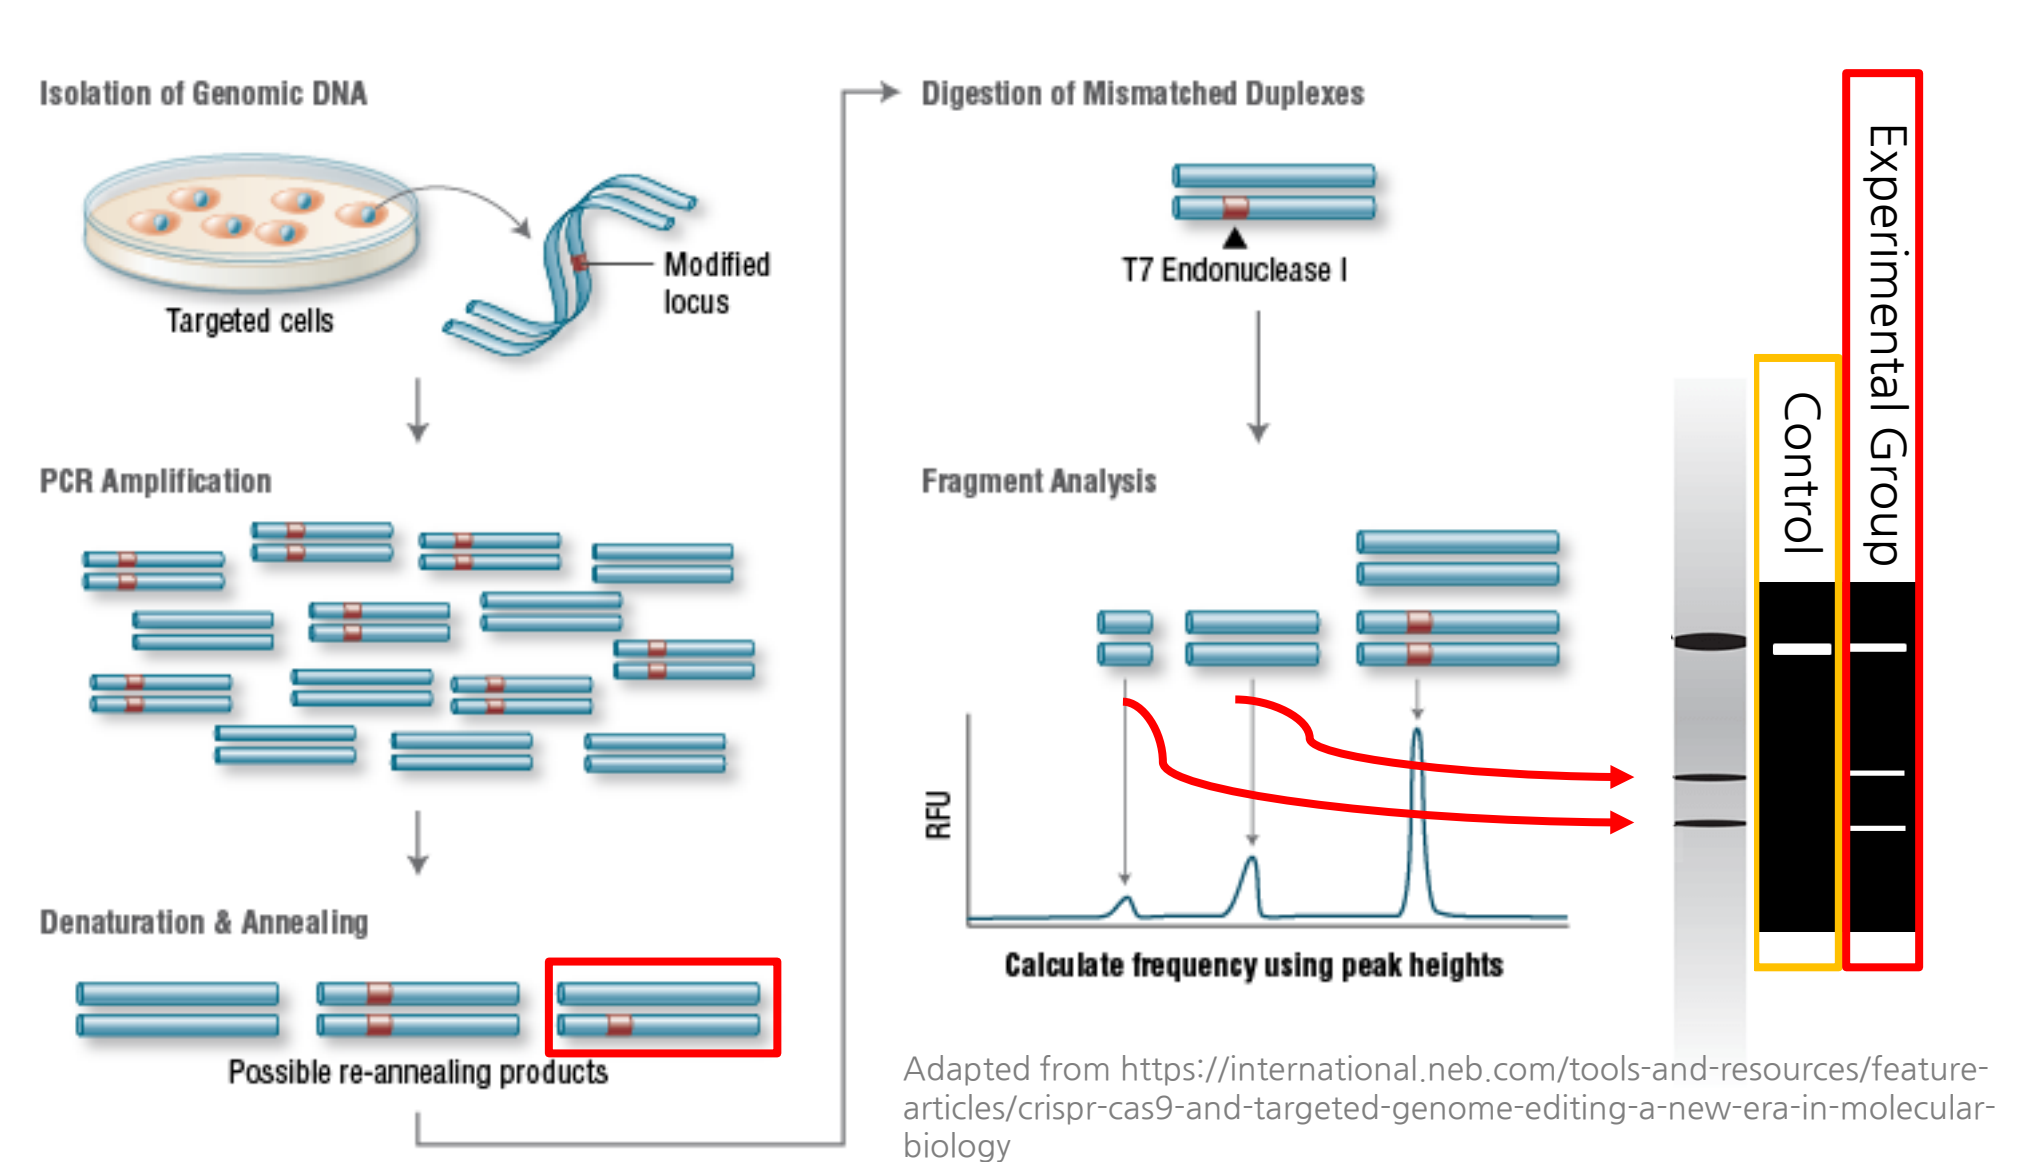 Isolation of Genomic DNA
Targeted cells
Modified
locus
PCR Amplification
Denaturation & Annealing
Possible re-annealing products
Digestion of Mismatched Duplexes
T7 Endonuclease I
Fragment Analysis
RFU
Calculate frequency using peak heights
Control
Experimental Group
Adapted from https://international.neb.com/tools-and-resources/feature-
articles/crispr-cas9-and-targeted-genome-editing-a-new-era-in-molecular-
biology